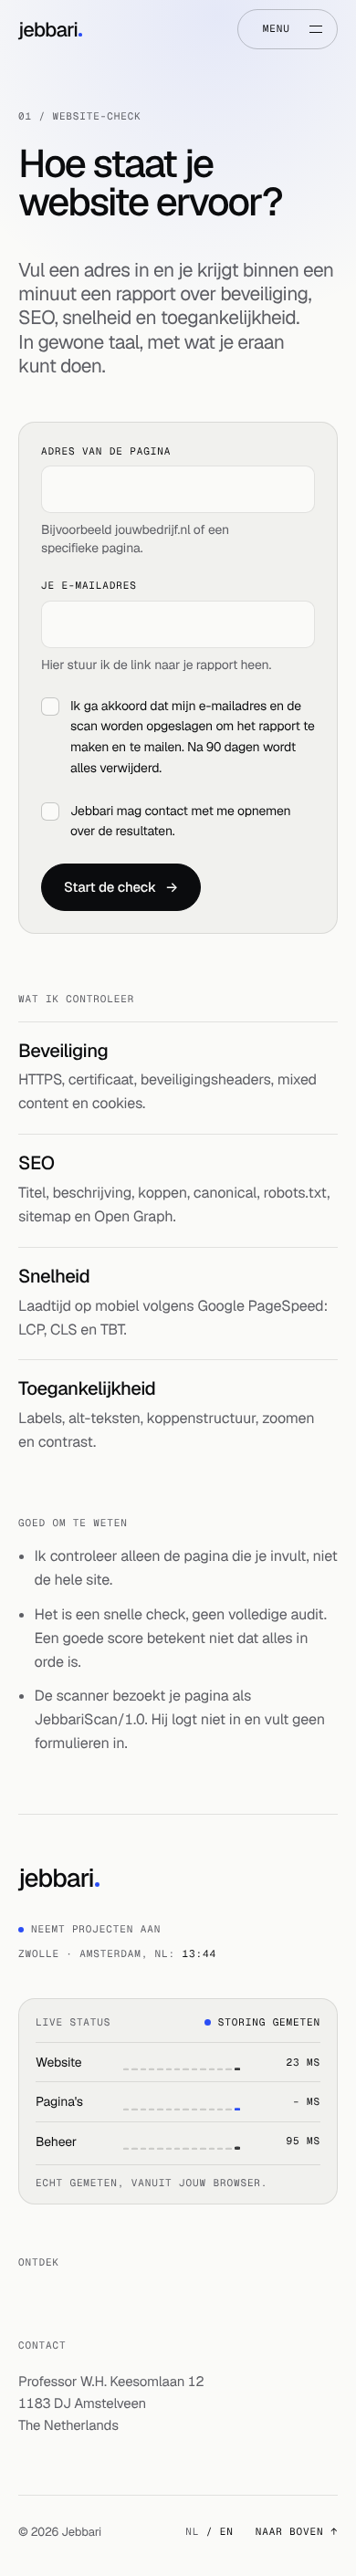 jebbari.
MENU
01 / WEBSITE-CHECK
Hoe staat je
website ervoor?
Vul een adres in en je krijgt binnen een
minuut een rapport over beveiliging,
SEO, snelheid en toegankelijkheid.
In gewone taal, met wat je eraan
kunt doen.
ADRES VAN DE PAGINA
Bijvoorbeeld jouwbedrijf.nl of een
specifieke pagina.
JE E-MAILADRES
Hier stuur ik de link naar je rapport heen.
Ik ga akkoord dat mijn e-mailadres en de
scan worden opgeslagen om het rapport te
maken en te mailen. Na 90 dagen wordt
alles verwijderd.
Jebbari mag contact met me opnemen
over de resultaten.
Start de check →
WAT IK CONTROLEER
Beveiliging
HTTPS, certificaat, beveiligingsheaders, mixed
content en cookies.
SEO
Titel, beschrijving, koppen, canonical, robots.txt,
sitemap en Open Graph.
Snelheid
Laadtijd op mobiel volgens Google PageSpeed:
LCP, CLS en TBT.
Toegankelijkheid
Labels, alt-teksten, koppenstructuur, zoomen
en contrast.
GOED OM TE WETEN
• Ik controleer alleen de pagina die je invult, niet
de hele site.
• Het is een snelle check, geen volledige audit.
Een goede score betekent niet dat alles in
orde is.
• De scanner bezoekt je pagina als
JebbariScan/1.0. Hij logt niet in en vult geen
formulieren in.
jebbari.
NEEMT PROJECTEN AAN
ZWOLLE · AMSTERDAM, NL: 13:44
LIVE STATUS
STORING GEMETEN
Website 23 MS
Pagina's - MS
Beheer 95 MS
ECHT GEMETEN, VANUIT JOUW BROWSER.
ONTDEK
CONTACT
Professor W.H. Keesomlaan 12
1183 DJ Amstelveen
The Netherlands
© 2026 Jebbari
NL / EN
NAAR BOVEN ↑